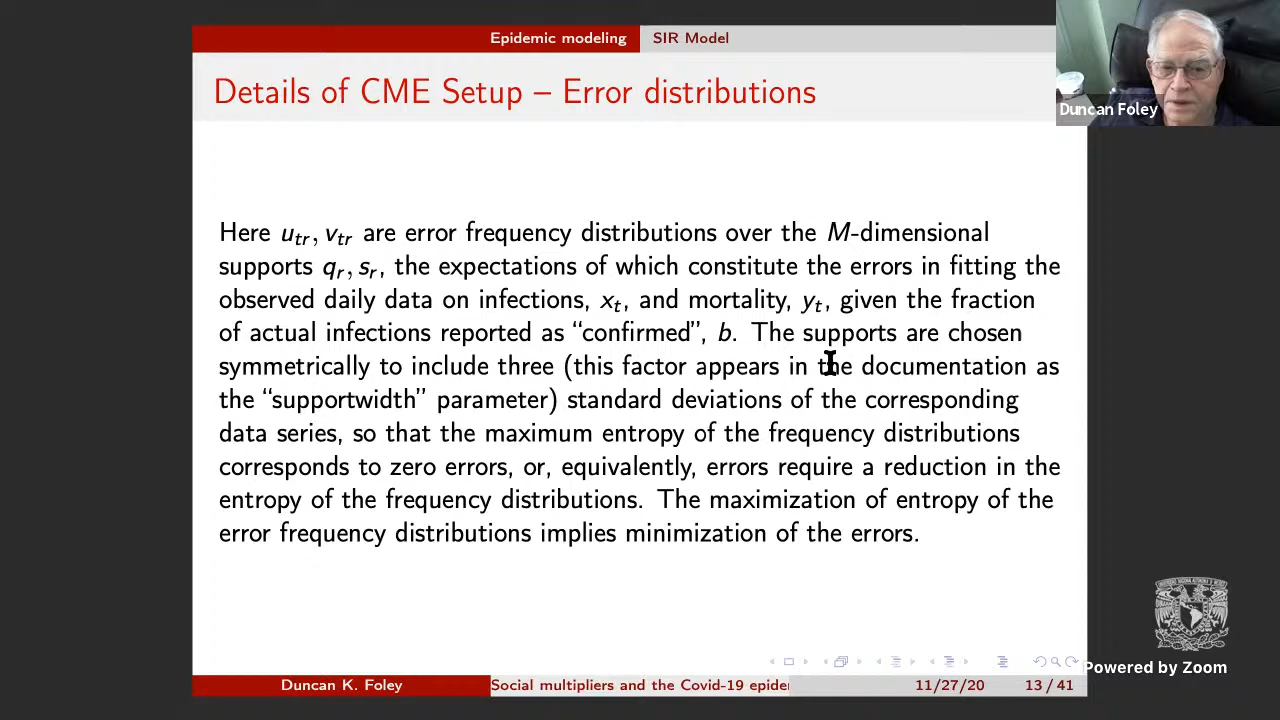 Epidemic modeling SIR Model
Details of CME Setup – Error distributions
Duncan Foley
Here u_tr, v_tr are error frequency distributions over the M-dimensional
supports q_r, s_r, the expectations of which constitute the errors in fitting the
observed daily data on infections, x_t, and mortality, y_t, given the fraction
of actual infections reported as “confirmed”, b. The supports are chosen
symmetrically to include three (this factor appears in the documentation as
the “supportwidth” parameter) standard deviations of the corresponding
data series, so that the maximum entropy of the frequency distributions
corresponds to zero errors, or, equivalently, errors require a reduction in the
entropy of the frequency distributions. The maximization of entropy of the
error frequency distributions implies minimization of the errors.
Powered by Zoom
Duncan K. Foley Social multipliers and the Covid-19 epider 11/27/20 13 / 41